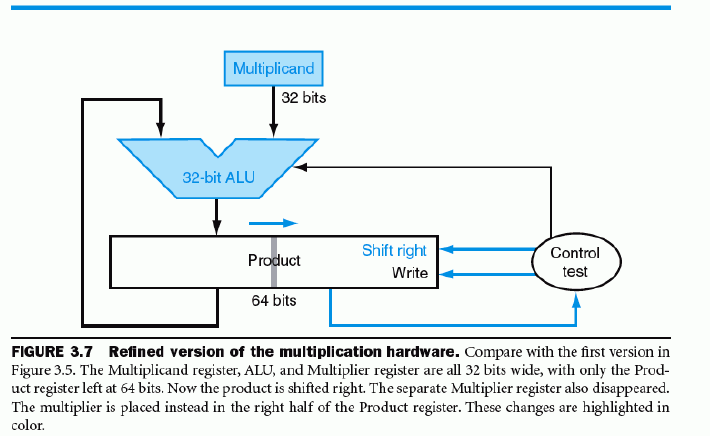 Multiplicand
32 bits
32-bit ALU
Product
Shift right
Write
Control
test
64 bits
FIGURE 3.7 Refined version of the multiplication hardware. Compare with the first version in
Figure 3.5. The Multiplicand register, ALU, and Multiplier register are all 32 bits wide, with only the Prod-
uct register left at 64 bits. Now the product is shifted right. The separate Multiplier register also disappeared.
The multiplier is placed instead in the right half of the Product register. These changes are highlighted in
color.